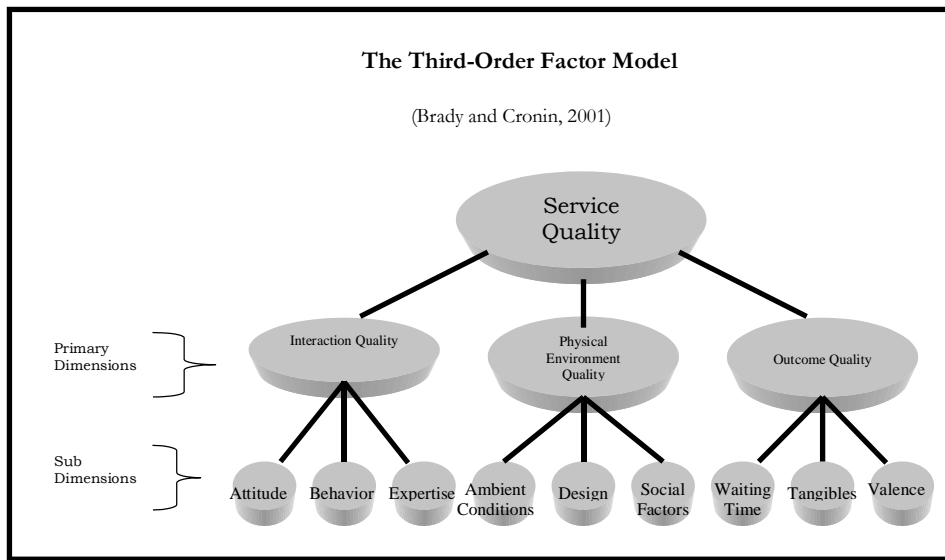 The Third-Order Factor Model
(Brady and Cronin, 2001)
Service
Quality
Primary
Dimensions
Interaction Quality
Physical
Environment
Quality
Outcome Quality
Sub
Dimensions
Attitude
Behavior
Expertise
Ambient
Conditions
Design
Social
Factors
Waiting
Time
Tangibles
Valence